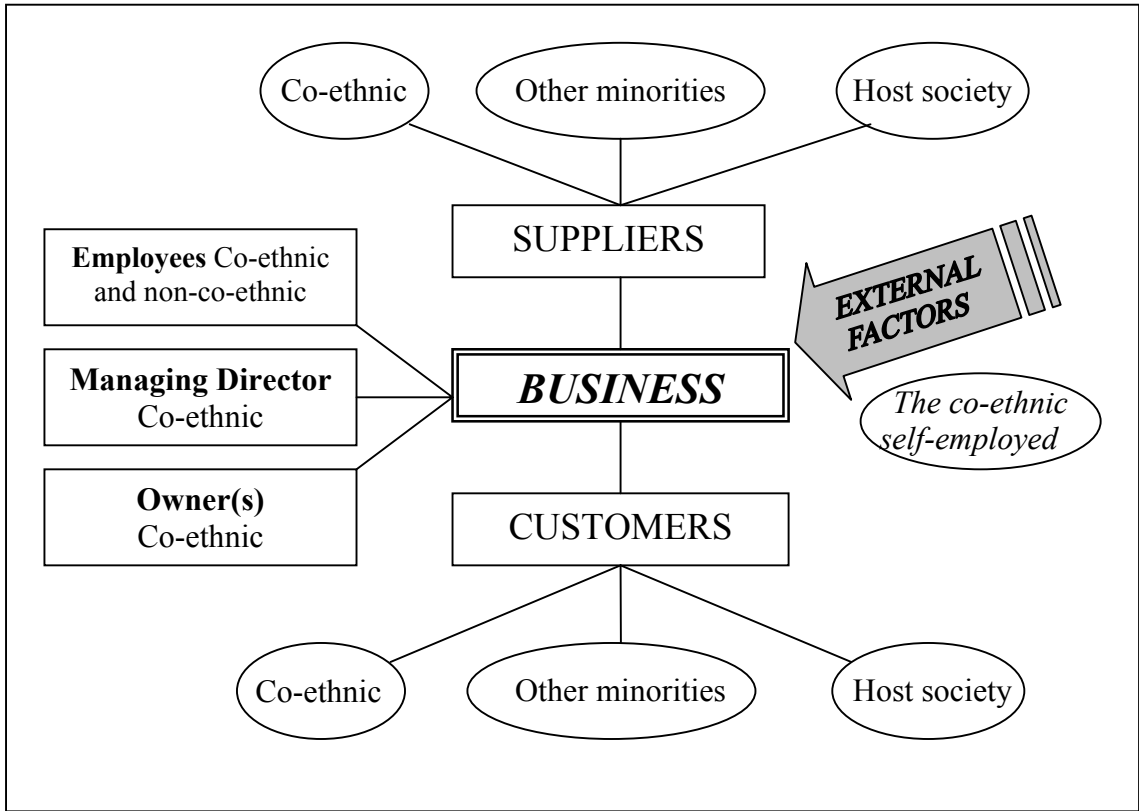 Co-ethnic
Other minorities
Host society
SUPPLIERS
Employees Co-ethnic
and non-co-ethnic
EXTERNAL
FACTORS
Managing Director
Co-ethnic
BUSINESS
The co-ethnic
self-employed
Owner(s)
Co-ethnic
CUSTOMERS
Co-ethnic
Other minorities
Host society